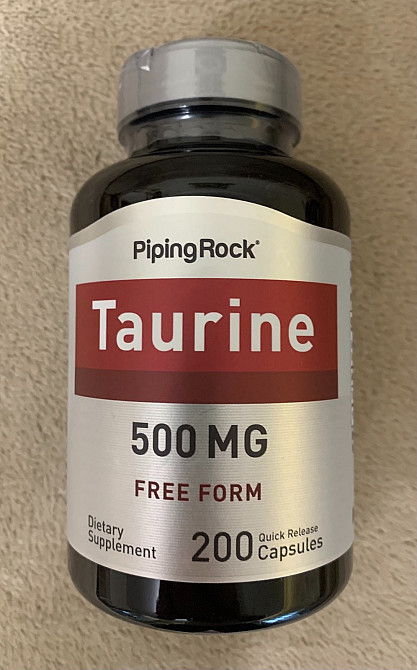 PipingRock®
Taurine
500 MG
FREE FORM
Dietary
Supplement
200 Quick Release
Capsules